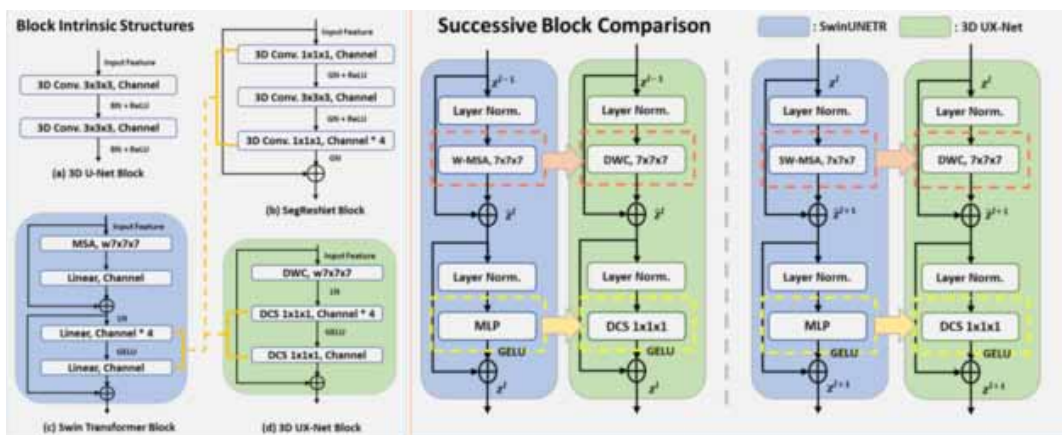 Block Intrinsic Structures
Input Feature
3D Conv. 3x3x3, Channel
BN + ReLU
3D Conv. 3x3x3, Channel
BN + ReLU
(a) 3D U-Net Block
Input Feature
3D Conv. 1x1x1, Channel
GN + ReLU
3D Conv. 3x3x3, Channel
GN + ReLU
3D Conv. 1x1x1, Channel * 4
GN
(b) SegResNet Block
Input Feature
MSA, w7x7x7
Linear, Channel
LN
Linear, Channel * 4
GELU
Linear, Channel
(c) Swin Transformer Block
Input Feature
DWC, w7x7x7
LN
DCS 1x1x1, Channel * 4
GELU
DCS 1x1x1, Channel
(d) 3D UX-Net Block
Successive Block Comparison
: SwinUNETR
: 3D UX-Net
z^{l-1}
Layer Norm.
W-MSA, 7x7x7
ẑ^l
Layer Norm.
MLP
GELU
z^l
z^{l-1}
Layer Norm.
DWC, 7x7x7
ẑ^l
Layer Norm.
DCS 1x1x1
GELU
z^l
z^l
Layer Norm.
SW-MSA, 7x7x7
ẑ^{l+1}
Layer Norm.
MLP
GELU
z^{l+1}
z^l
Layer Norm.
DWC, 7x7x7
ẑ^{l+1}
Layer Norm.
DCS 1x1x1
GELU
z^{l+1}